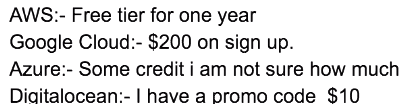 AWS:- Free tier for one year
Google Cloud:- $200 on sign up.
Azure:- Some credit i am not sure how much
Digitalocean:- I have a promo code  $10